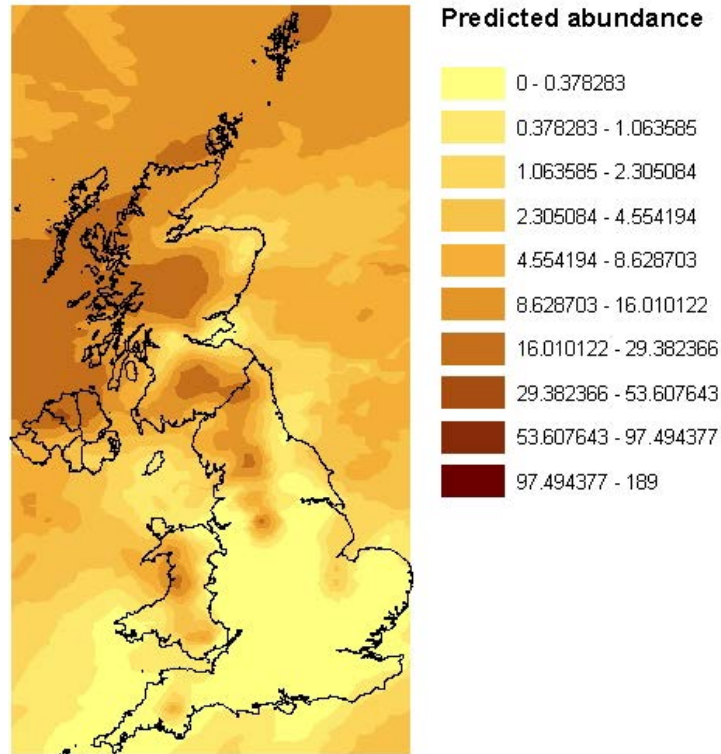 Predicted abundance
0 - 0.378283
0.378283 - 1.063585
1.063585 - 2.305084
2.305084 - 4.554194
4.554194 - 8.628703
8.628703 - 16.010122
16.010122 - 29.382366
29.382366 - 53.607643
53.607643 - 97.494377
97.494377 - 189